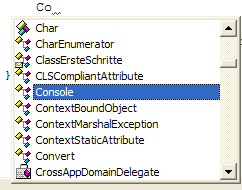 Co
Char
CharEnumerator
ClassErsteSchritte
CLSCompliantAttribute
}
Console
ContextBoundObject
ContextMarshalException
ContextStaticAttribute
Convert
CrossAppDomainDelegate